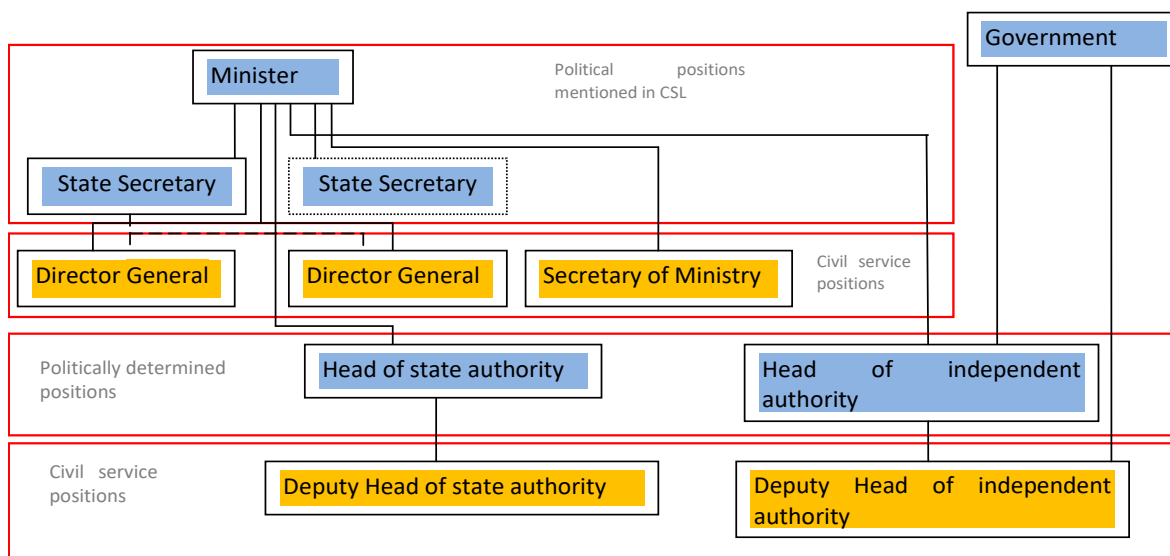 Government
Minister
Political positions
mentioned in CSL
State Secretary
State Secretary
Director General
Director General
Secretary of Ministry
Civil service
positions
Politically determined
positions
Head of state authority
Head of independent
authority
Civil service
positions
Deputy Head of state authority
Deputy Head of independent
authority